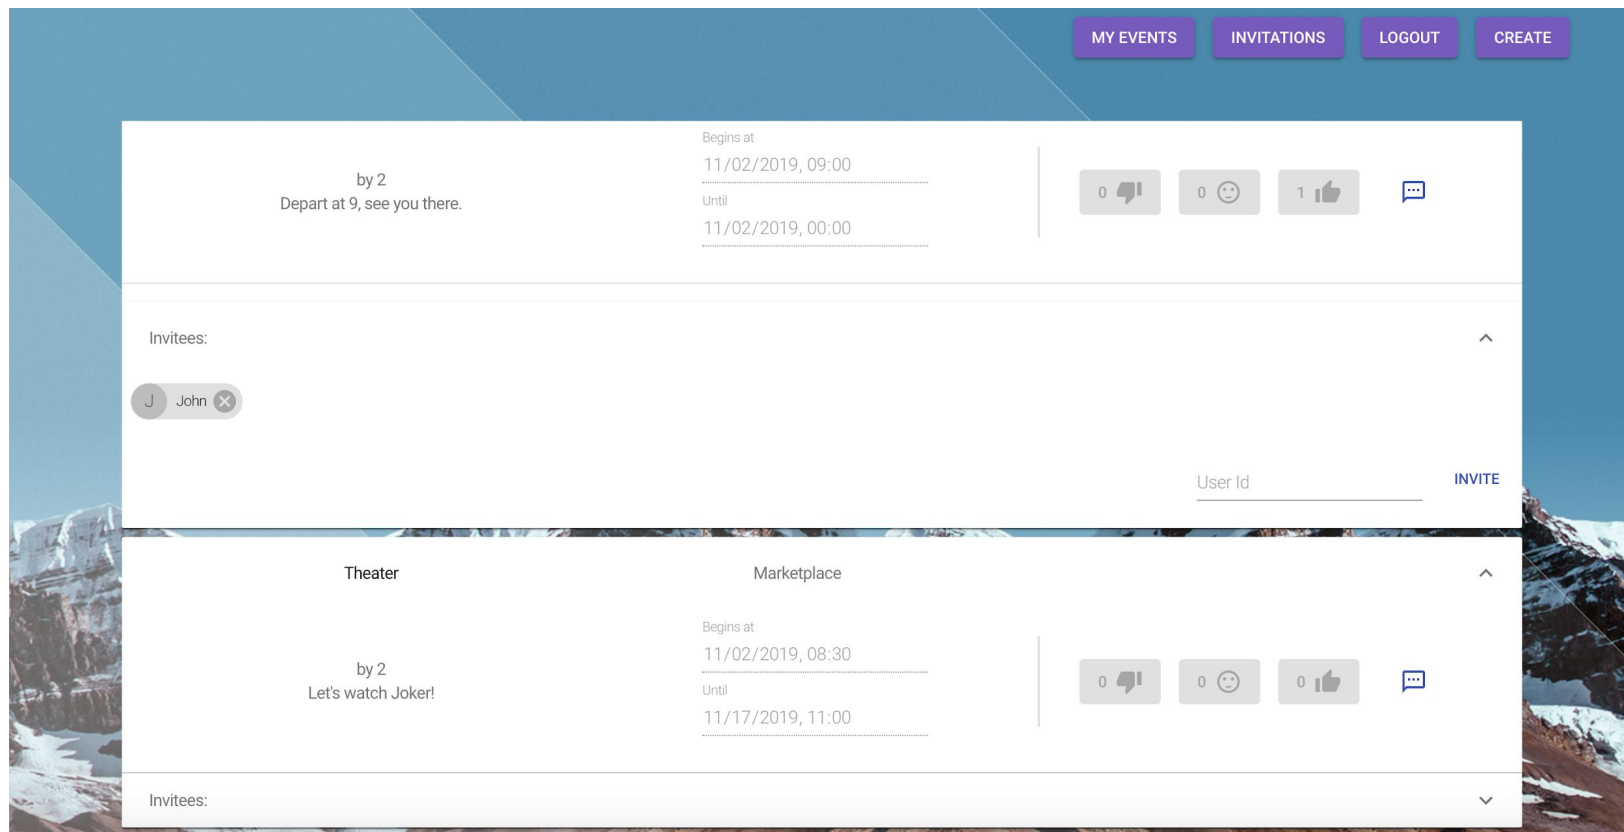 MY EVENTS INVITATIONS LOGOUT CREATE
Begins at
11/02/2019, 09:00
by 2
Depart at 9, see you there.
Until
11/02/2019, 00:00
0 0 1
Invitees:
J John
User Id INVITE
Theater Marketplace
Begins at
11/02/2019, 08:30
by 2
Let's watch Joker!
Until
11/17/2019, 11:00
0 0 0
Invitees: